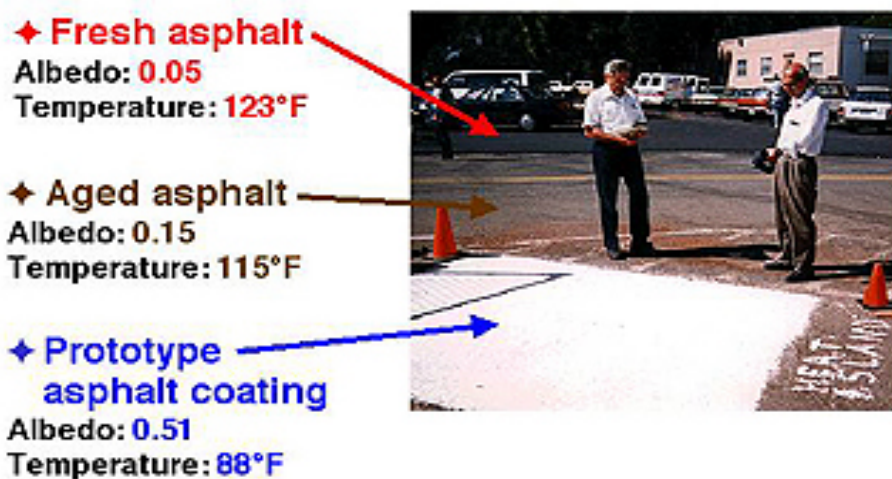 Fresh asphalt
Albedo: 0.05
Temperature: 123°F
Aged asphalt
Albedo: 0.15
Temperature: 115°F
Prototype
asphalt coating
Albedo: 0.51
Temperature: 88°F
HEAT
ISLAND